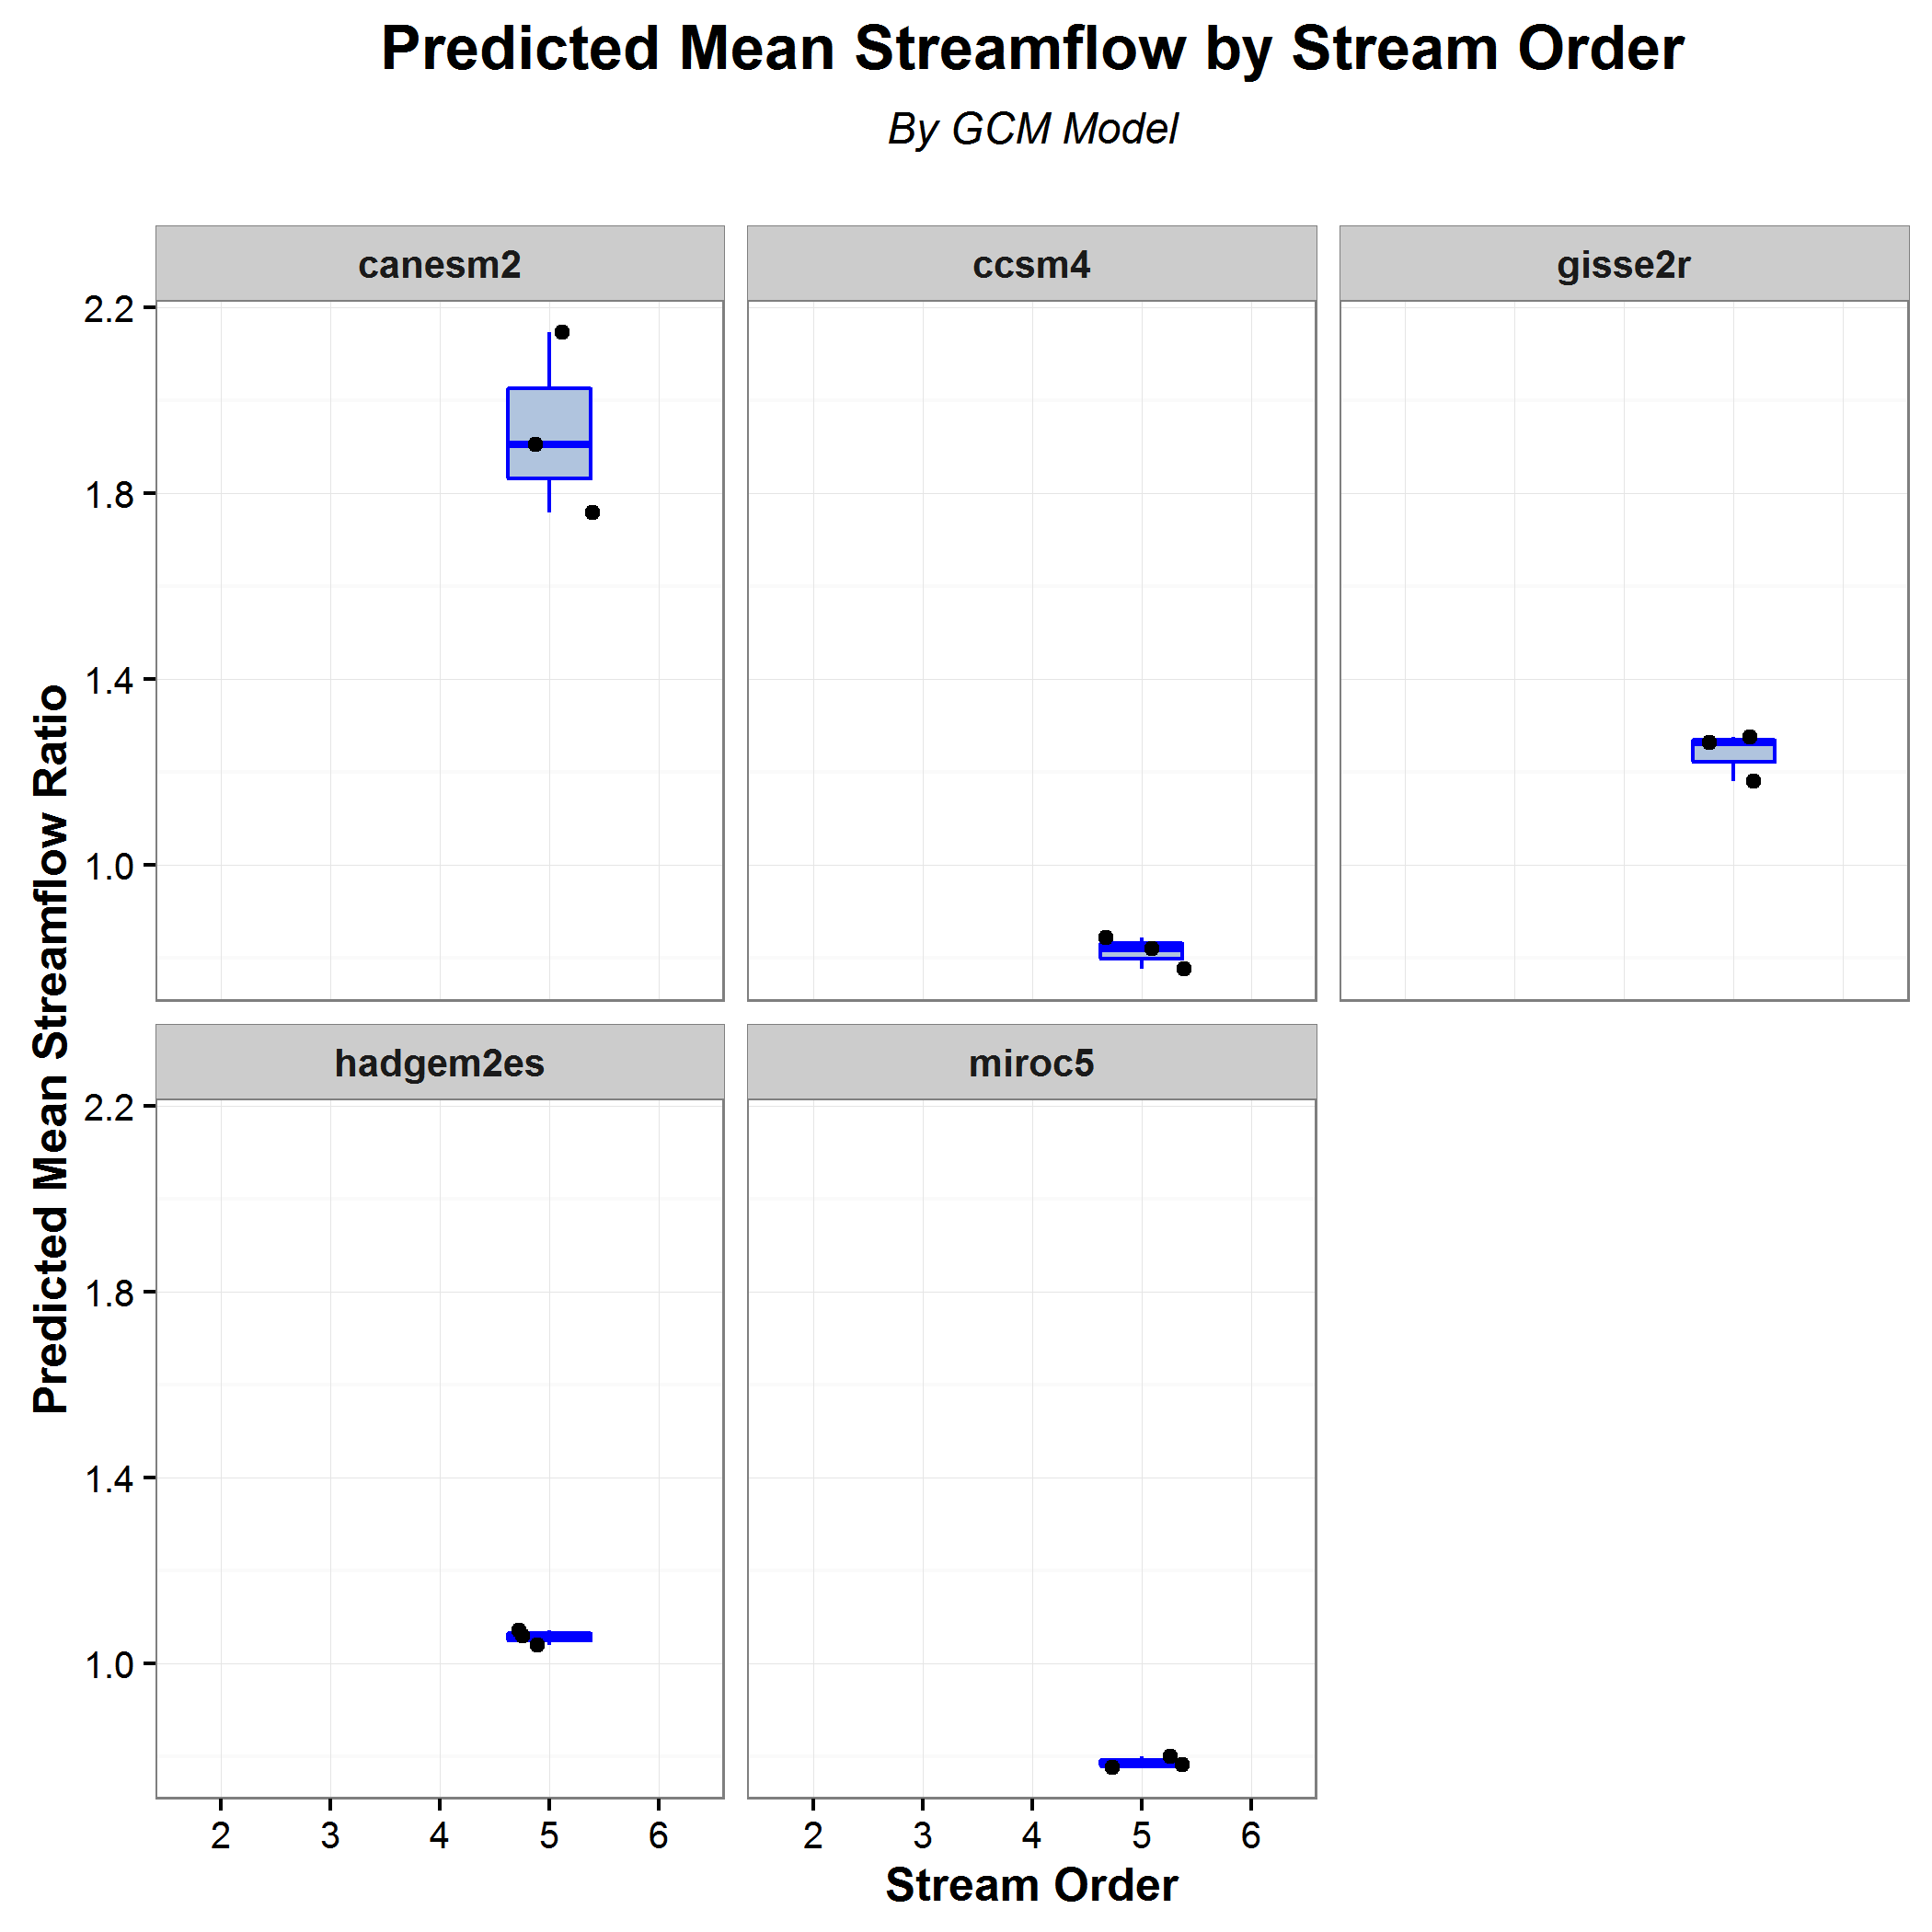 Predicted Mean Streamflow by Stream Order
By GCM Model
canesm2
ccsm4
gisse2r
2.2
1.8
1.4
1.0
Predicted Mean Streamflow Ratio
hadgem2es
miroc5
2.2
1.8
1.4
1.0
2 3 4 5 6
2 3 4 5 6
Stream Order